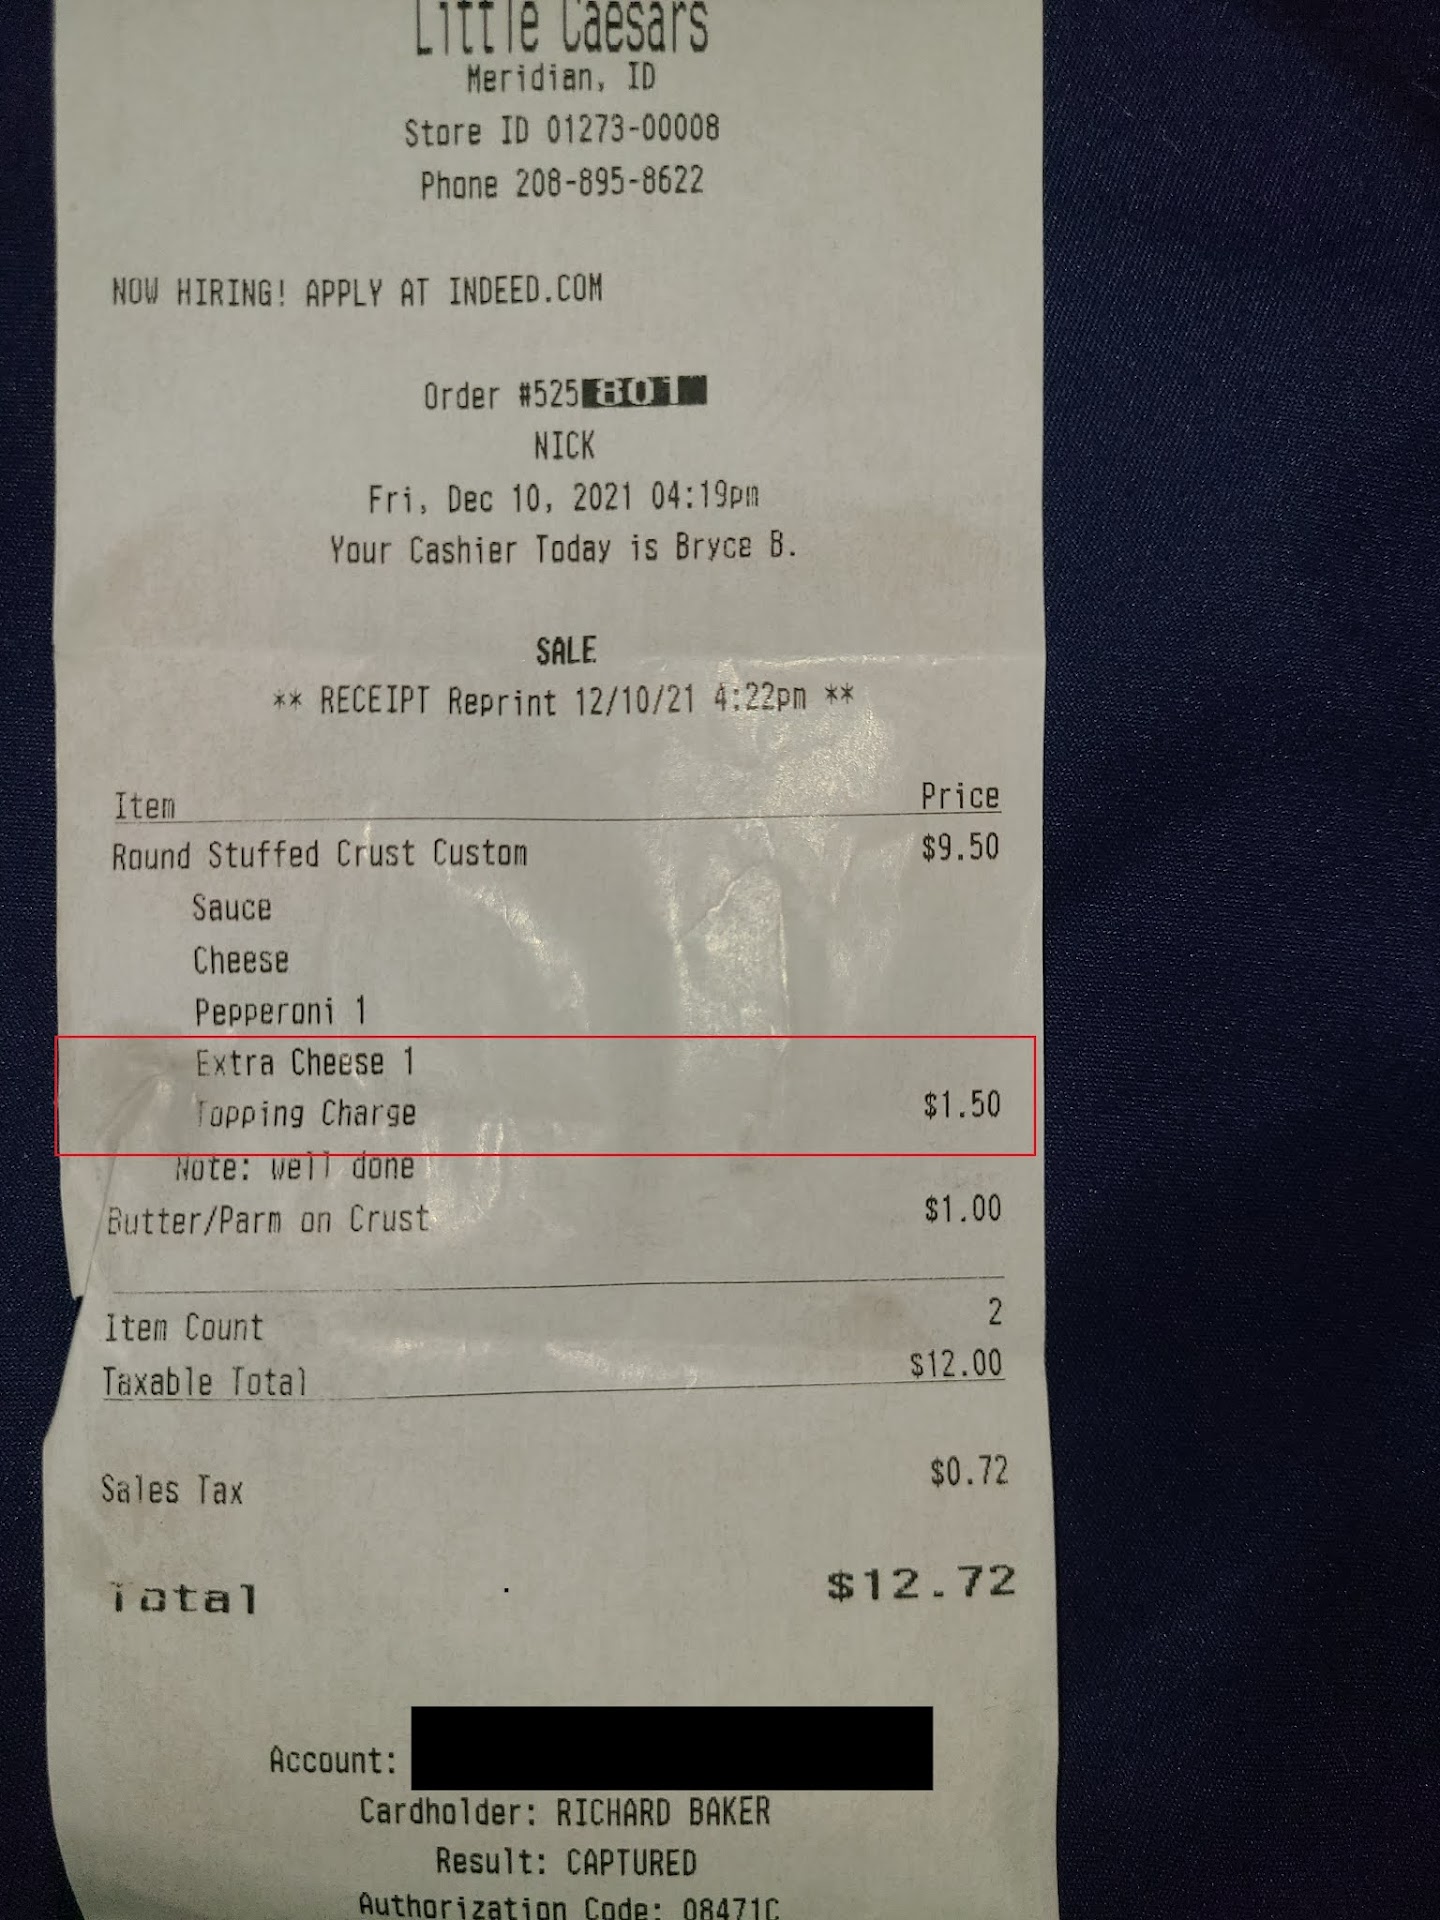 Little Caesars
Meridian, ID
Store ID 01273-00008
Phone 208-895-8622
NOW HIRING! APPLY AT INDEED.COM
Order #525801
NICK
Fri, Dec 10, 2021 04:19pm
Your Cashier Today is Bryce B.
SALE
** RECEIPT Reprint 12/10/21 4:22pm **
Item Price
Round Stuffed Crust Custom $9.50
Sauce
Cheese
Pepperoni 1
Extra Cheese 1
Topping Charge $1.50
Note: well done
Butter/Parm on Crust $1.00
Item Count 2
Taxable Total $12.00
Sales Tax $0.72
Total $12.72
Account:
Cardholder: RICHARD BAKER
Result: CAPTURED
Authorization Code: 08471C